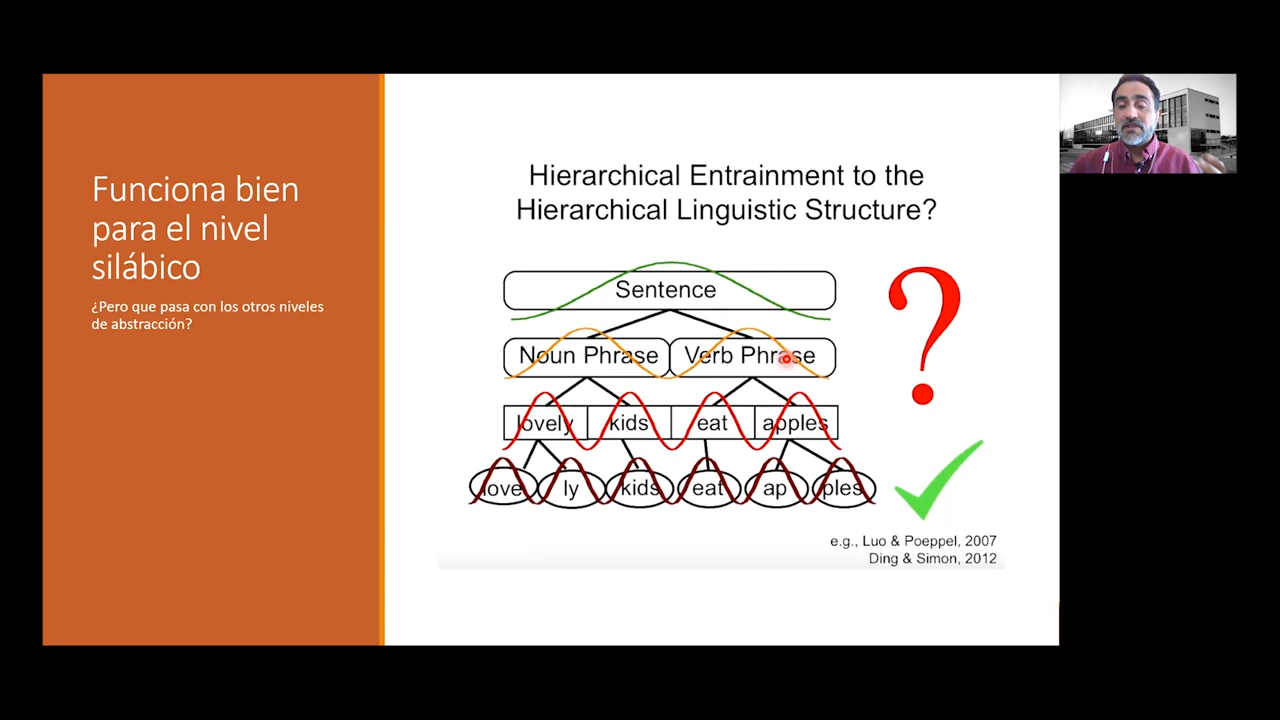 Funciona bien
para el nivel
silábico
¿Pero que pasa con los otros niveles
de abstracción?
Hierarchical Entrainment to the
Hierarchical Linguistic Structure?
Sentence
Noun Phrase Verb Phrase
lovely kids eat apples
love ly kids eat ap ples
?
e.g., Luo & Poeppel, 2007
Ding & Simon, 2012